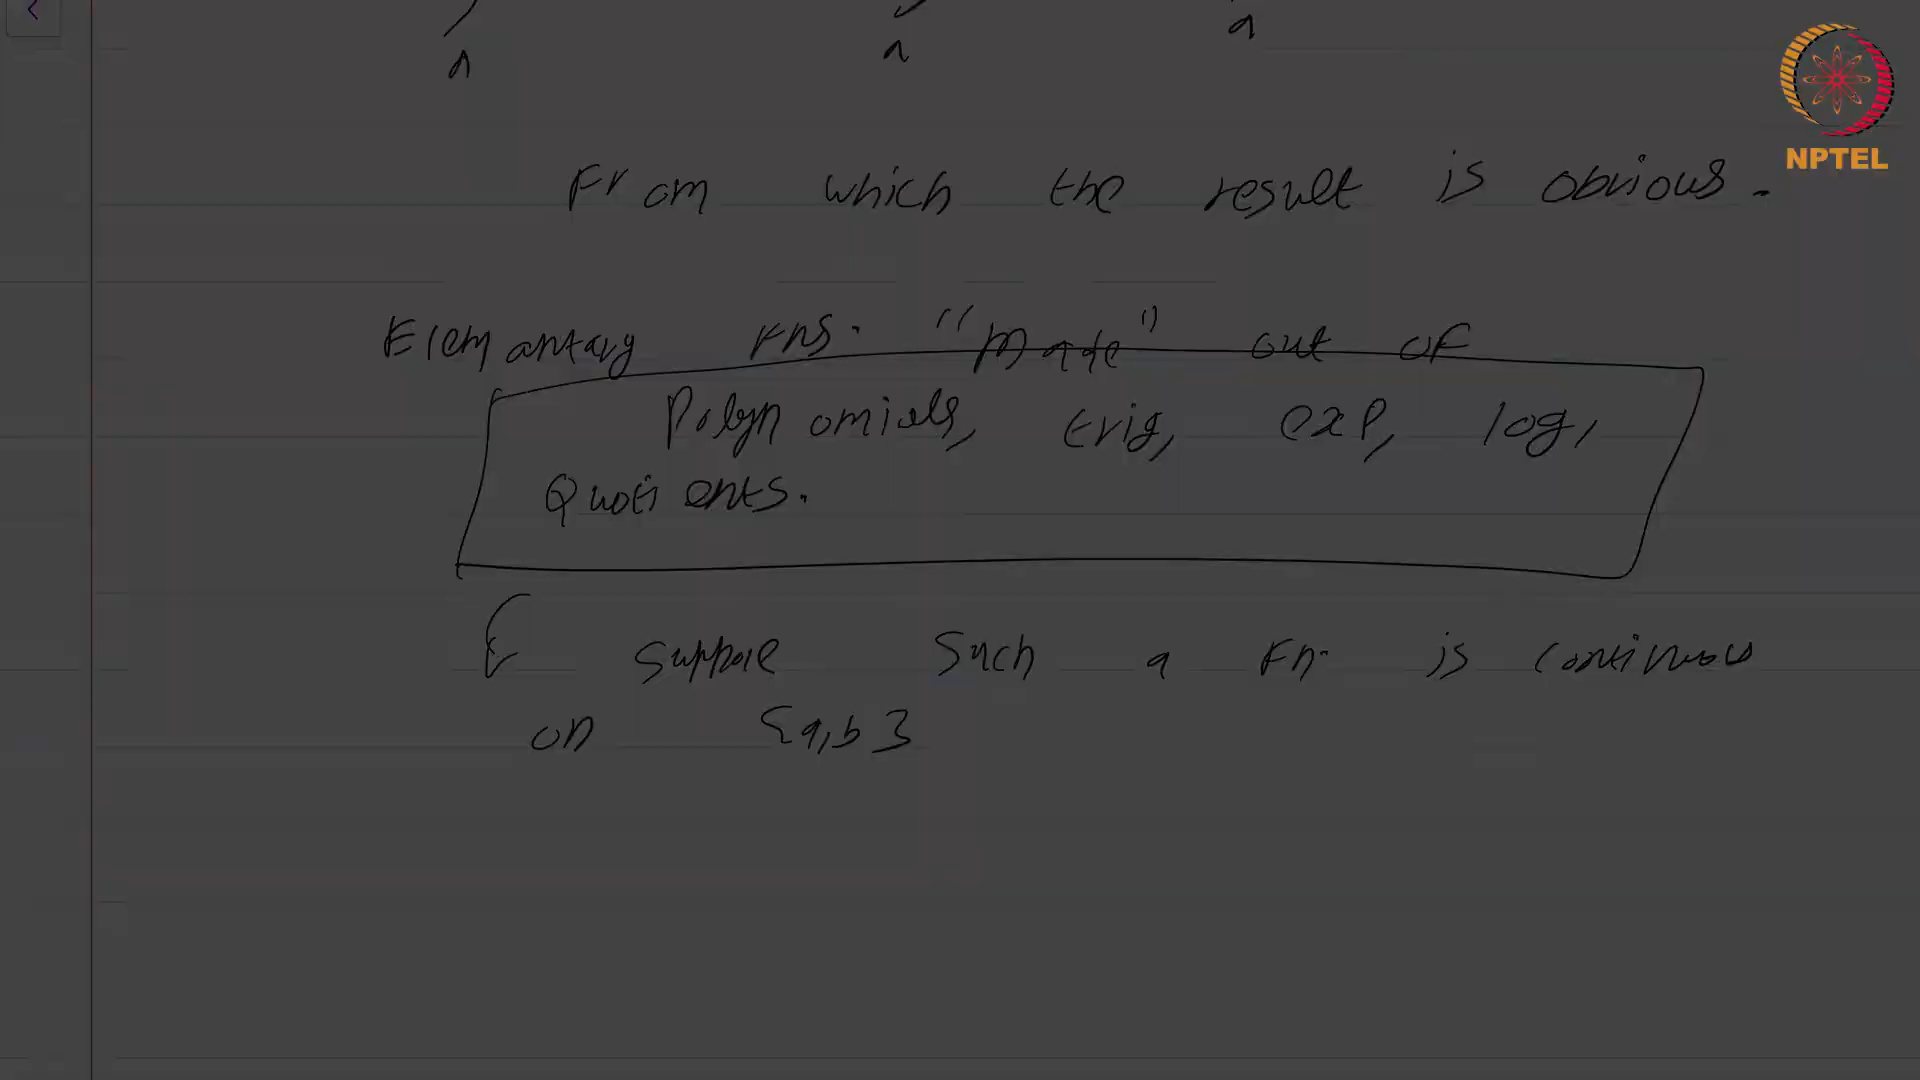 a a a
NPTEL
From which the result is obvious.
Elementary Fns. "Made" out of
Polynomials, trig, exp, log,
Quotients.
Suppose Such a Fn. is continuous
on [a,b]